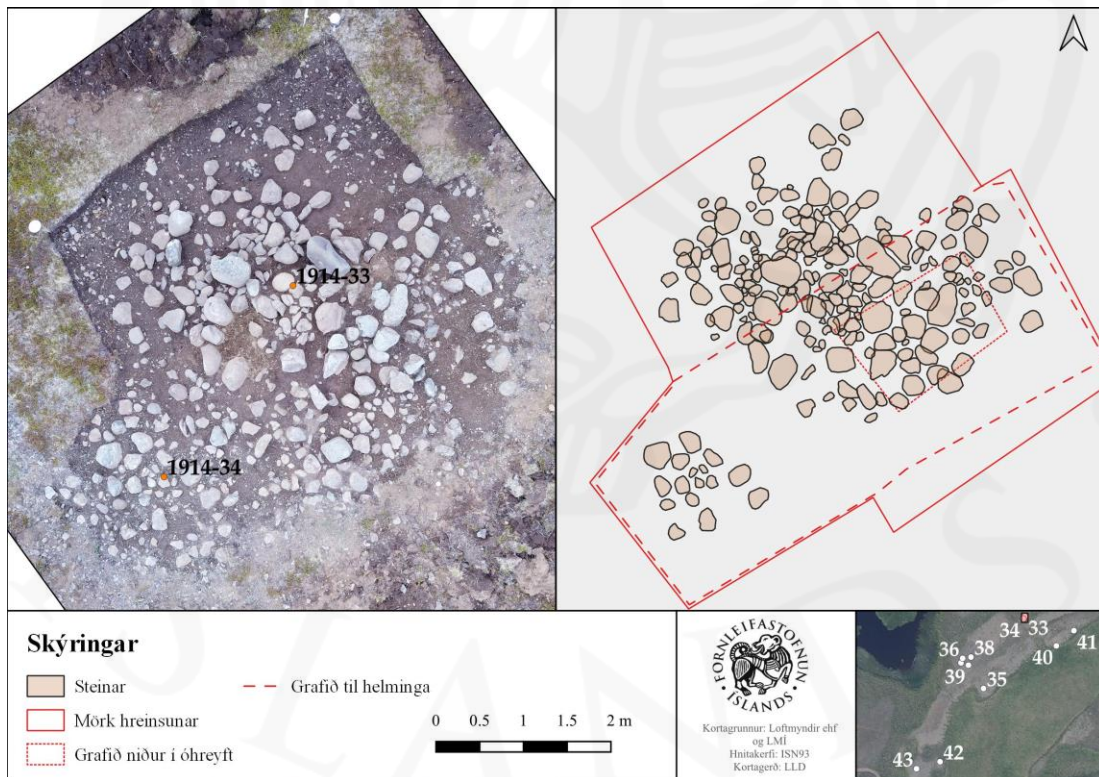 1914-33
1914-34
Skýringar
Steinar
Grafið til helminga
Mörk hreinsunar
Grafið niður í óhreyft
0 0.5 1 1.5 2 m
FORNLEIFASTOFNUN
ÍSLANDS
Kortagrunnur: Loftmyndir ehf
og LMÍ
Hnitakerfi: ISN93
Kortagerð: LLD
34 33
41
36 38
40
39
35
43 42